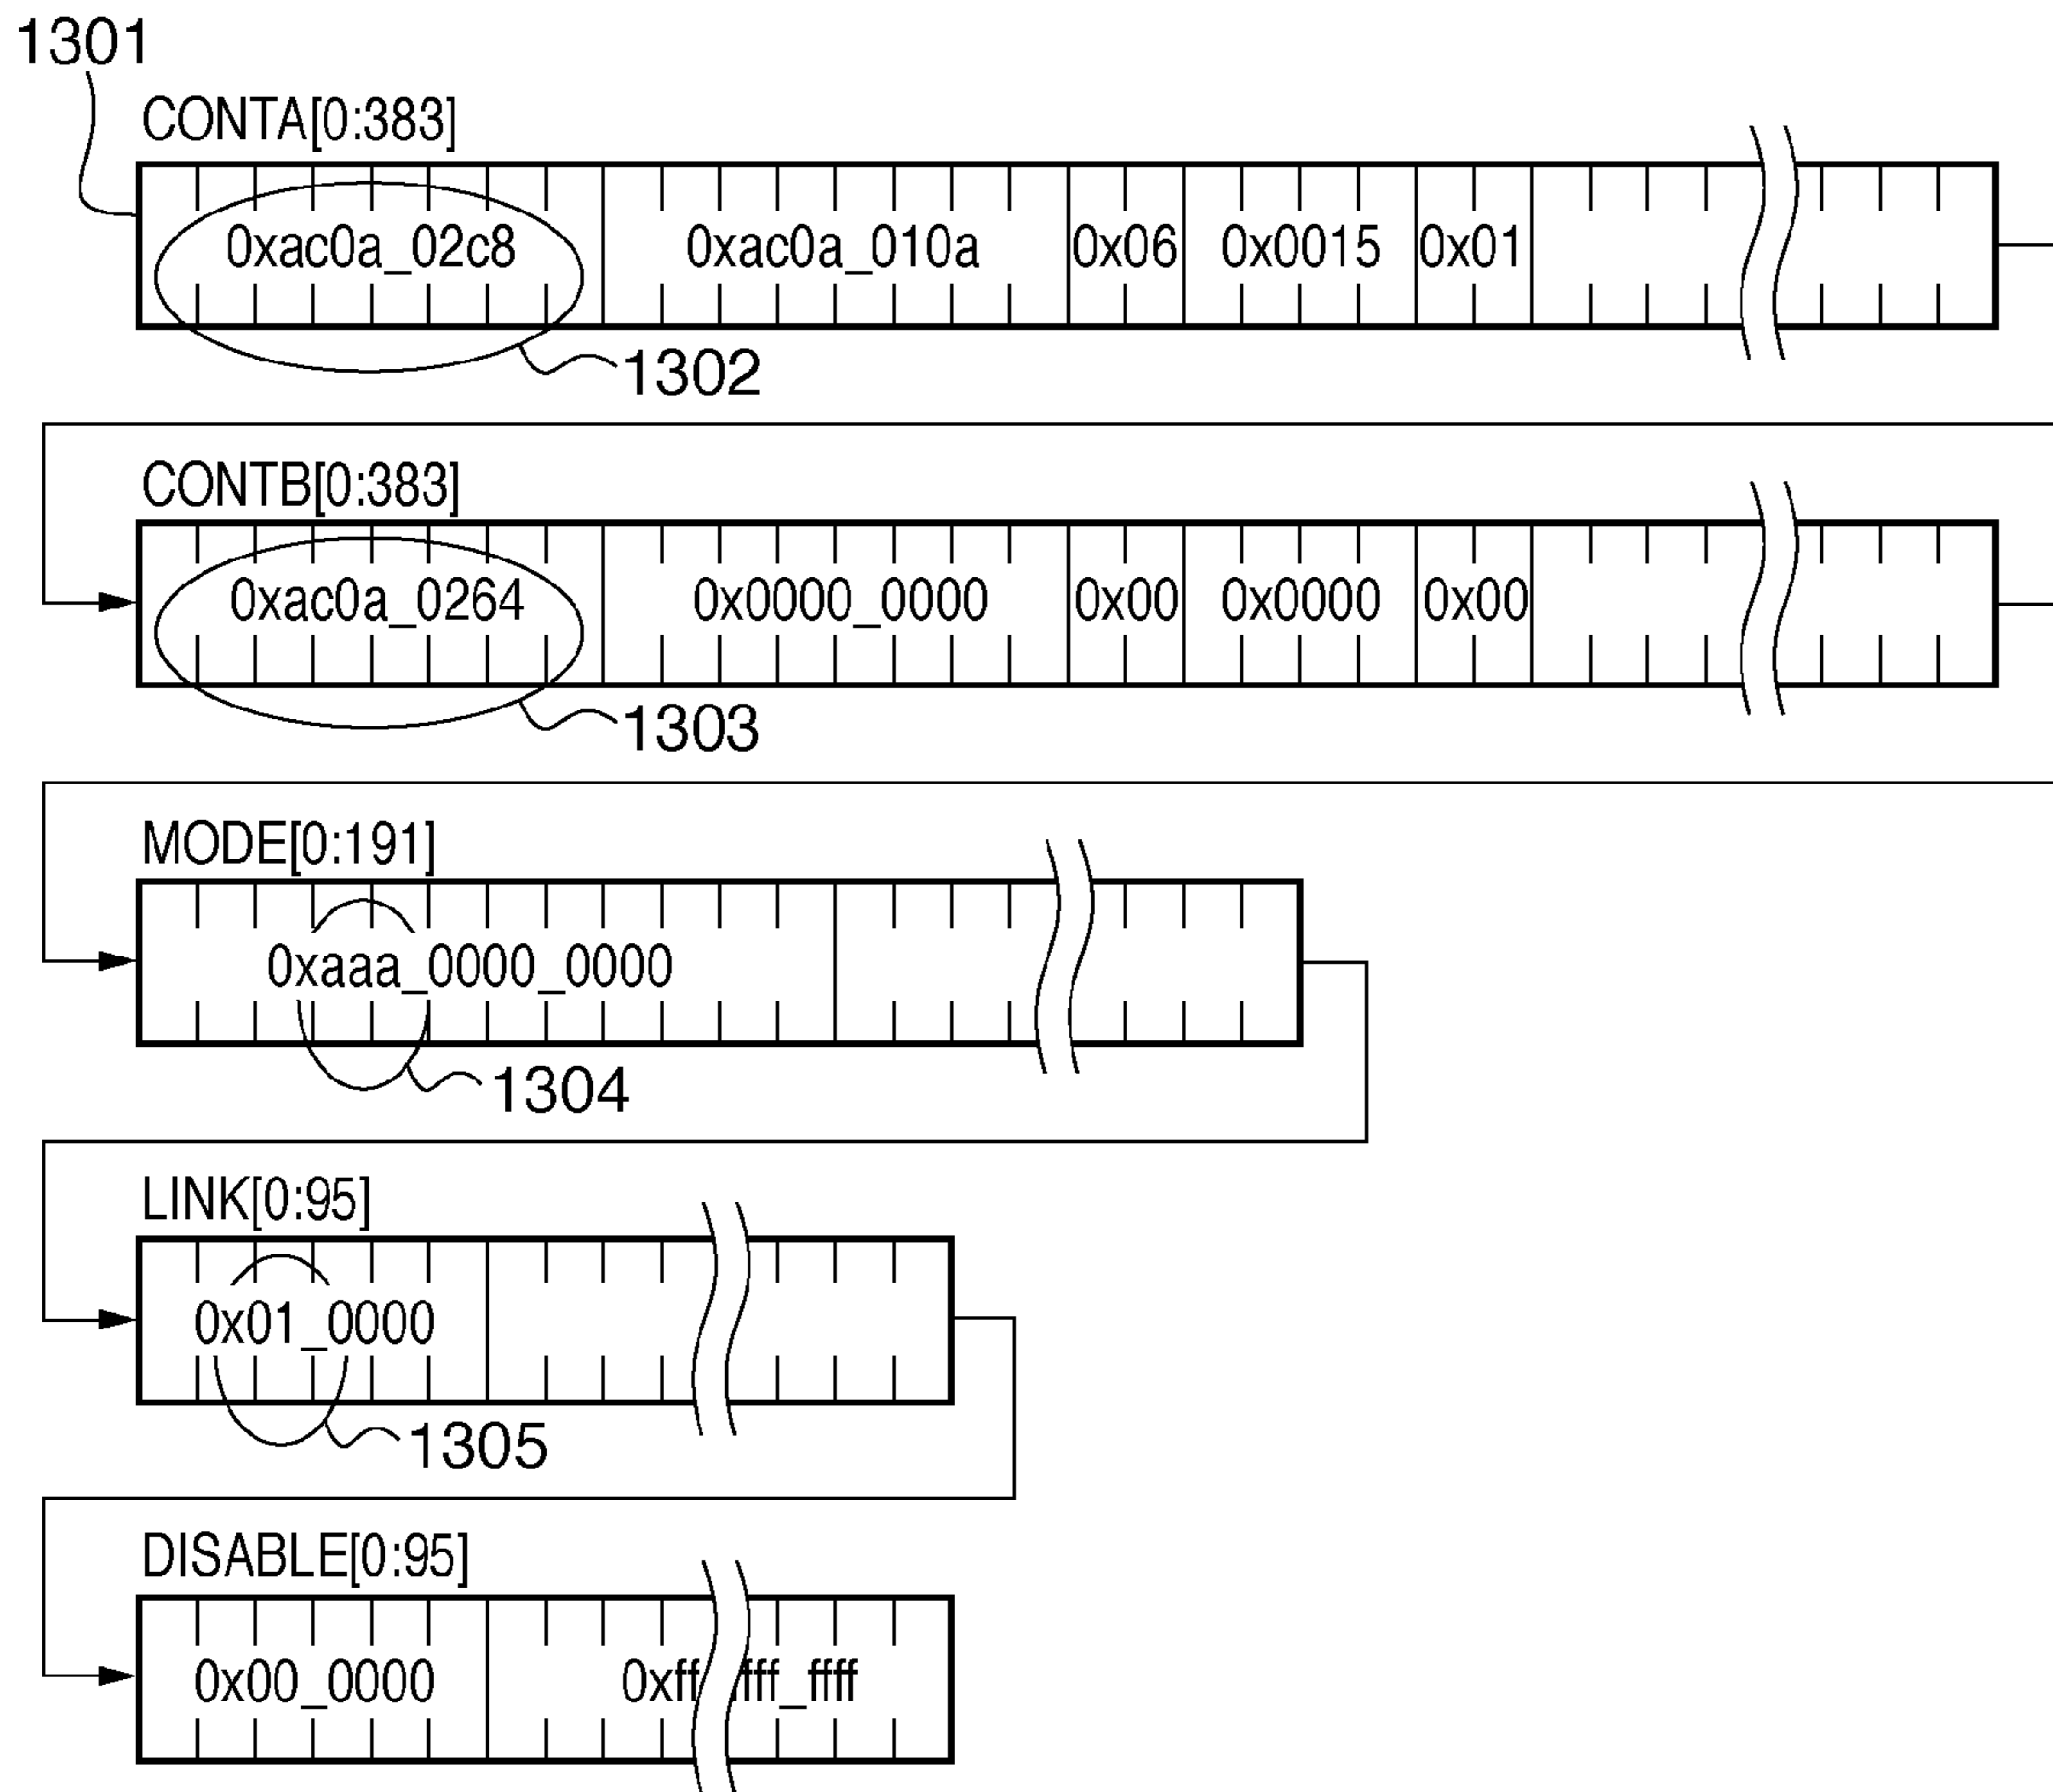 1301
CONTA[0:383]
0xac0a_02c8 0xac0a_010a 0x06 0x0015 0x01
1302
CONTB[0:383]
0xac0a_0264 0x0000_0000 0x00 0x0000 0x00
1303
MODE[0:191]
0xaaa_0000_0000
1304
LINK[0:95]
0x01_0000
1305
DISABLE[0:95]
0x00_0000 0xff fff_ffff